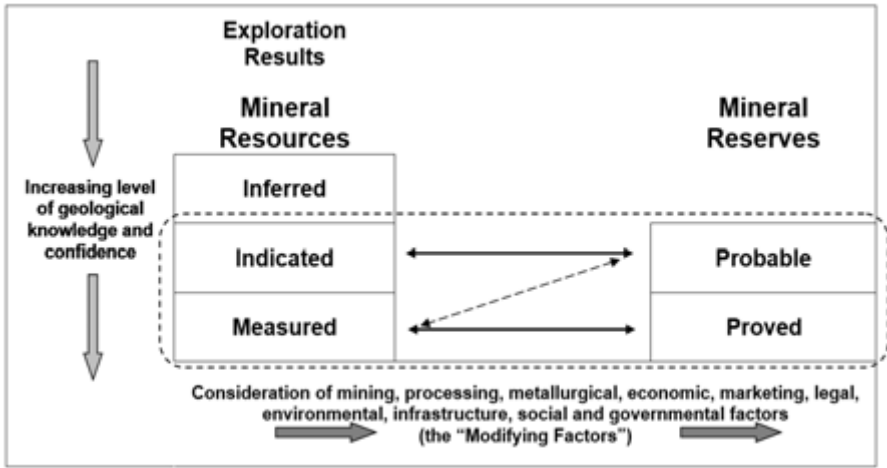 Exploration
Results
Mineral
Resources
Mineral
Reserves
Increasing level
of geological
knowledge and
confidence
Inferred
Indicated
Probable
Measured
Proved
Consideration of mining, processing, metallurgical, economic, marketing, legal,
environmental, infrastructure, social and governmental factors
(the “Modifying Factors”)